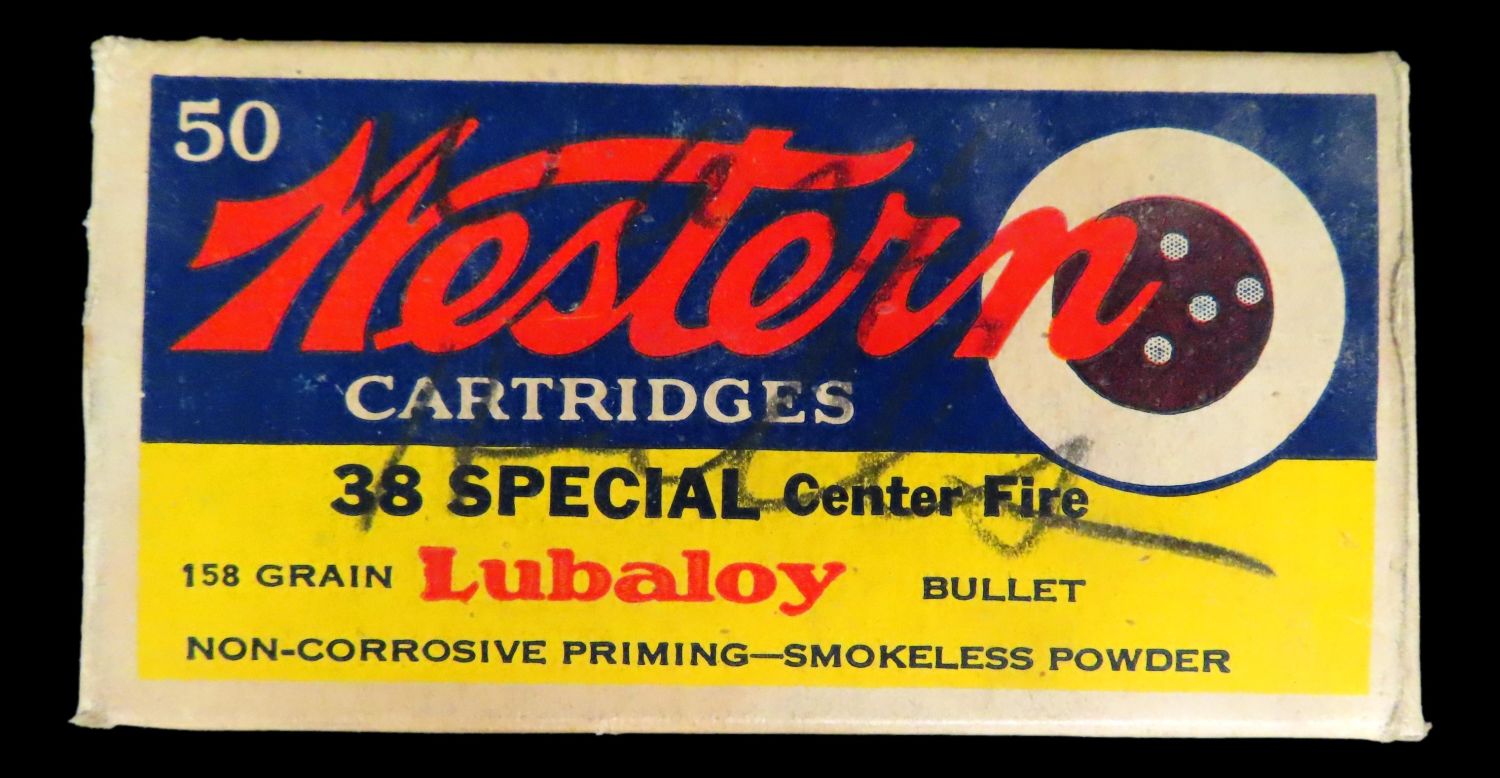 50
Western
CARTRIDGES
38 SPECIAL Center Fire
158 GRAIN Lubaloy BULLET
NON-CORROSIVE PRIMING—SMOKELESS POWDER